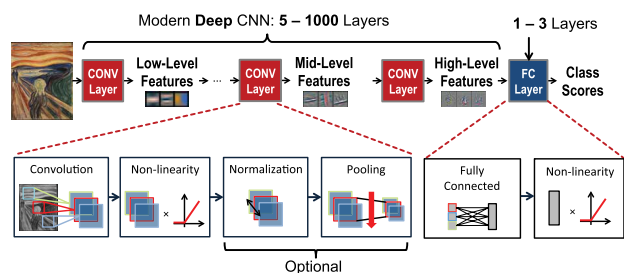 Modern Deep CNN: 5 – 1000 Layers
1 – 3 Layers
CONV
Layer
Low-Level
Features
...
CONV
Layer
Mid-Level
Features
CONV
Layer
High-Level
Features
FC
Layer
Class
Scores
Convolution
Non-linearity
×
Normalization
Pooling
Fully
Connected
Non-linearity
×
Optional